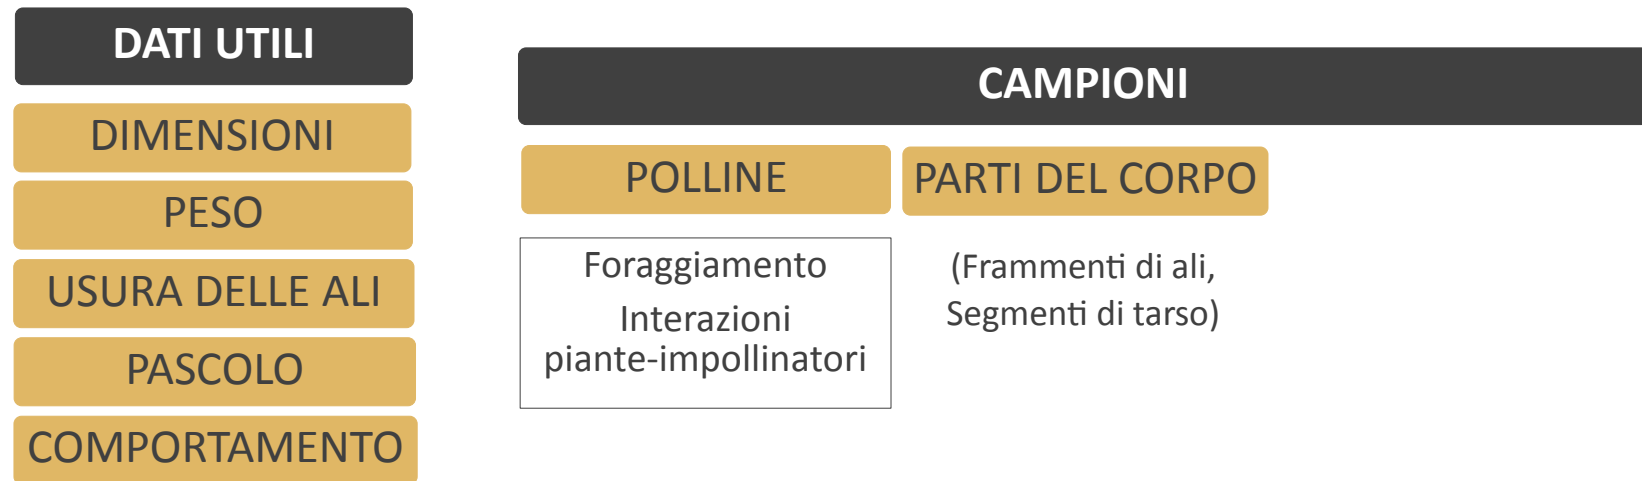 DATI UTILI
DIMENSIONI
PESO
USURA DELLE ALI
PASCOLO
COMPORTAMENTO
CAMPIONI
POLLINE
Foraggiamento
Interazioni
piante-impollinatori
PARTI DEL CORPO
(Frammenti di ali,
Segmenti di tarso)